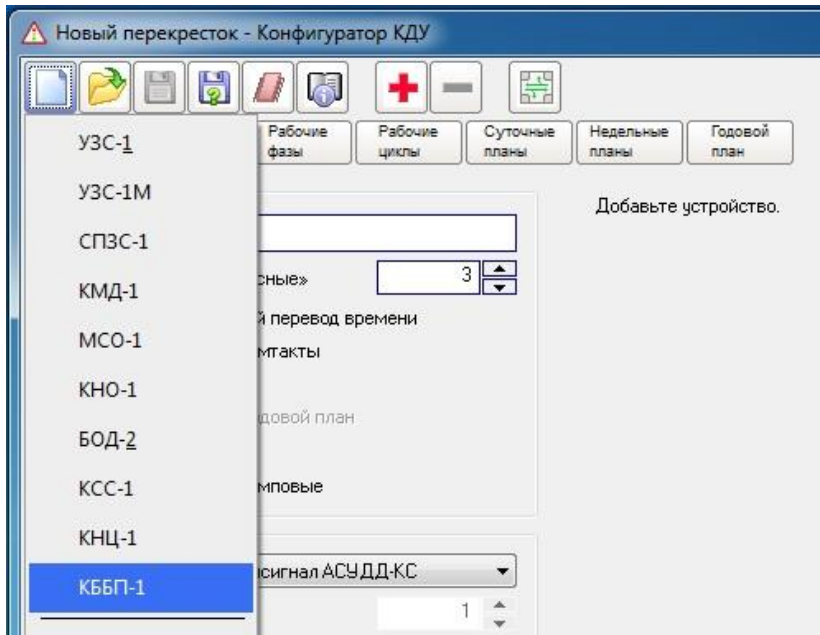 Новый перекресток - Конфигуратор КДУ
Рабочие фазы
Рабочие циклы
Суточные планы
Недельные планы
Годовой план
УЗС-1
УЗС-1М
СПЗС-1
КМД-1
МСО-1
КНО-1
БОД-2
КСС-1
КНЦ-1
КББП-1
Добавьте устройство.
сные» 3
й перевод времени
нтакты
довой план
мповые
сигнал АСУДД-КС
1